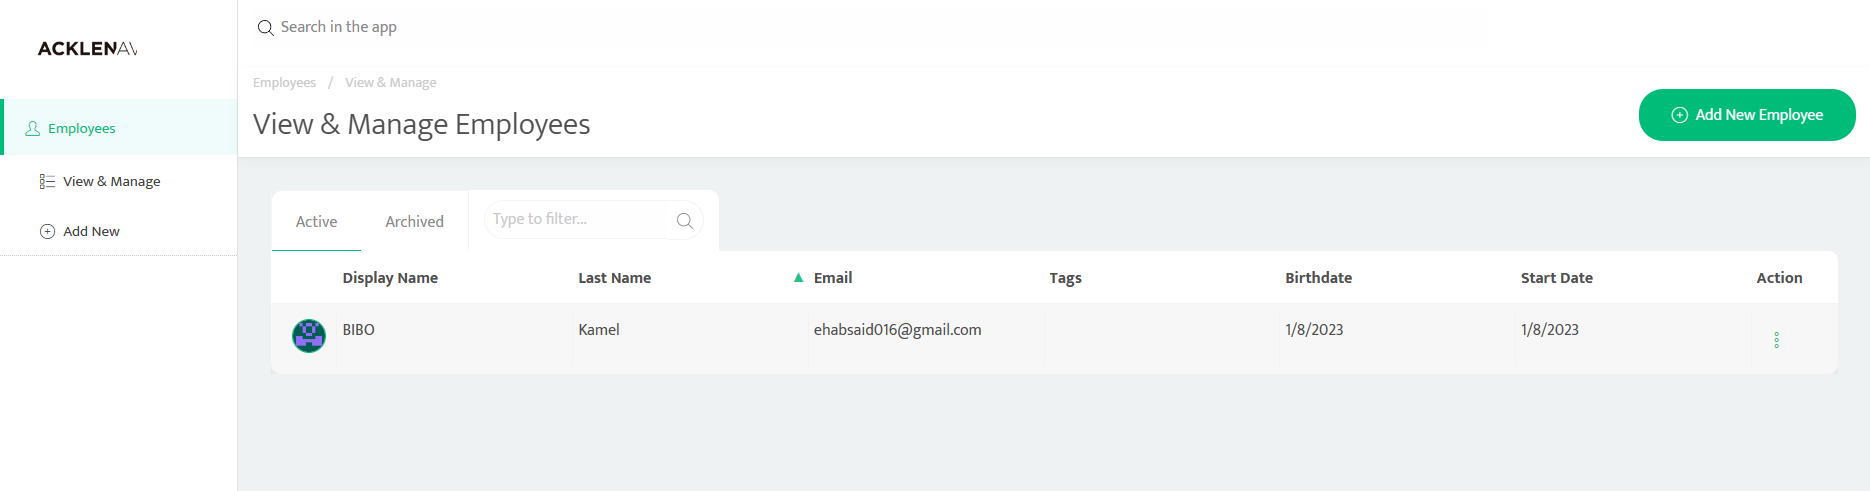 ACKLENAV
Search in the app
Employees / View & Manage
View & Manage Employees
Add New Employee
Employees
View & Manage
Add New
Active Archived Type to filter...
Display Name Last Name Email Tags Birthdate Start Date Action
BIBO Kamel ehabsaid016@gmail.com 1/8/2023 1/8/2023